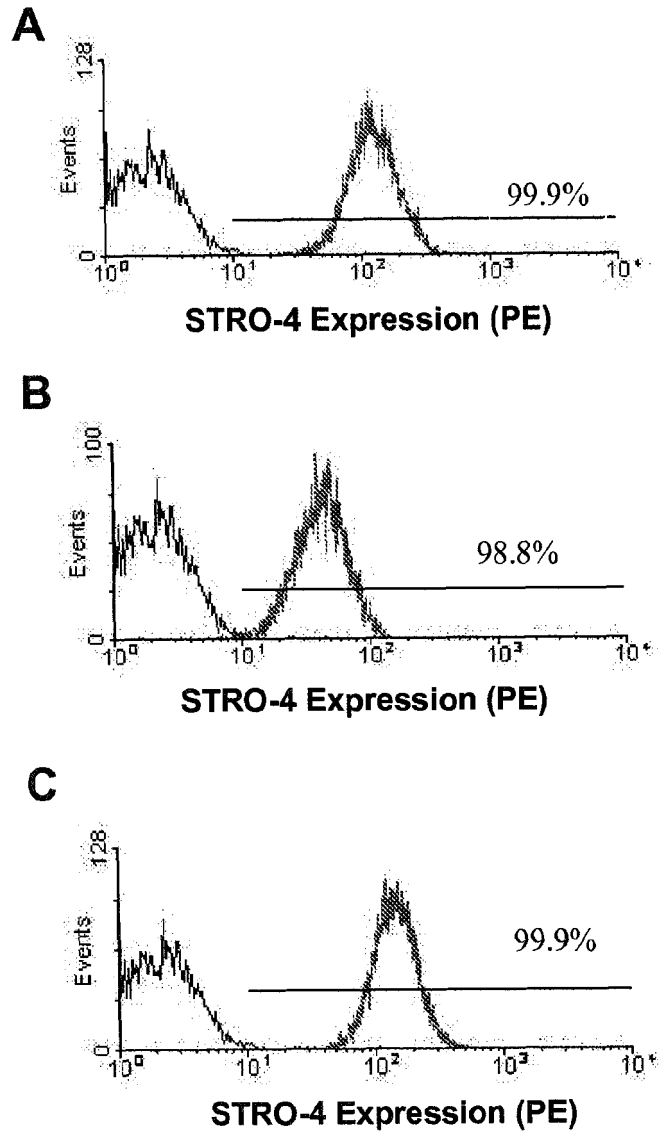 A
128
Events
99.9%
0
10⁰ 10¹ 10² 10³ 10⁴
STRO-4 Expression (PE)
B
100
Events
98.8%
0
10⁰ 10¹ 10² 10³ 10⁴
STRO-4 Expression (PE)
C
128
Events
99.9%
0
10⁰ 10¹ 10² 10³ 10⁴
STRO-4 Expression (PE)